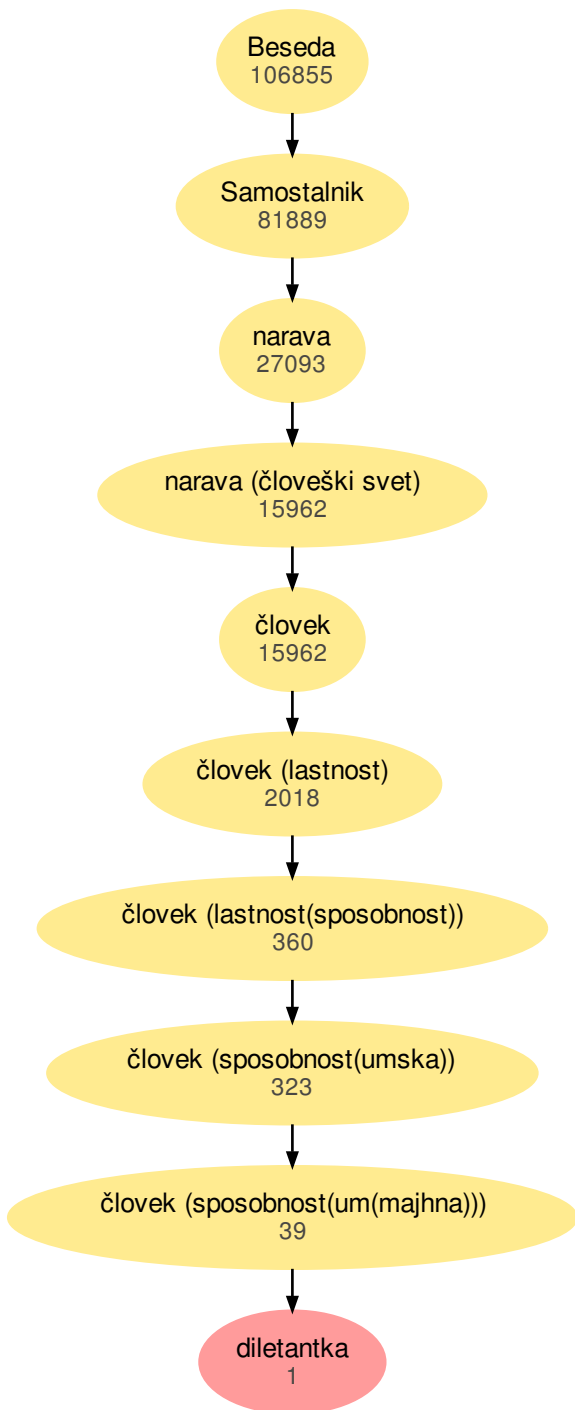 Beseda
106855
Samostalnik
81889
narava
27093
narava (človeški svet)
15962
človek
15962
človek (lastnost)
2018
človek (lastnost(sposobnost))
360
človek (sposobnost(umska))
323
človek (sposobnost(um(majhna)))
39
diletantka
1